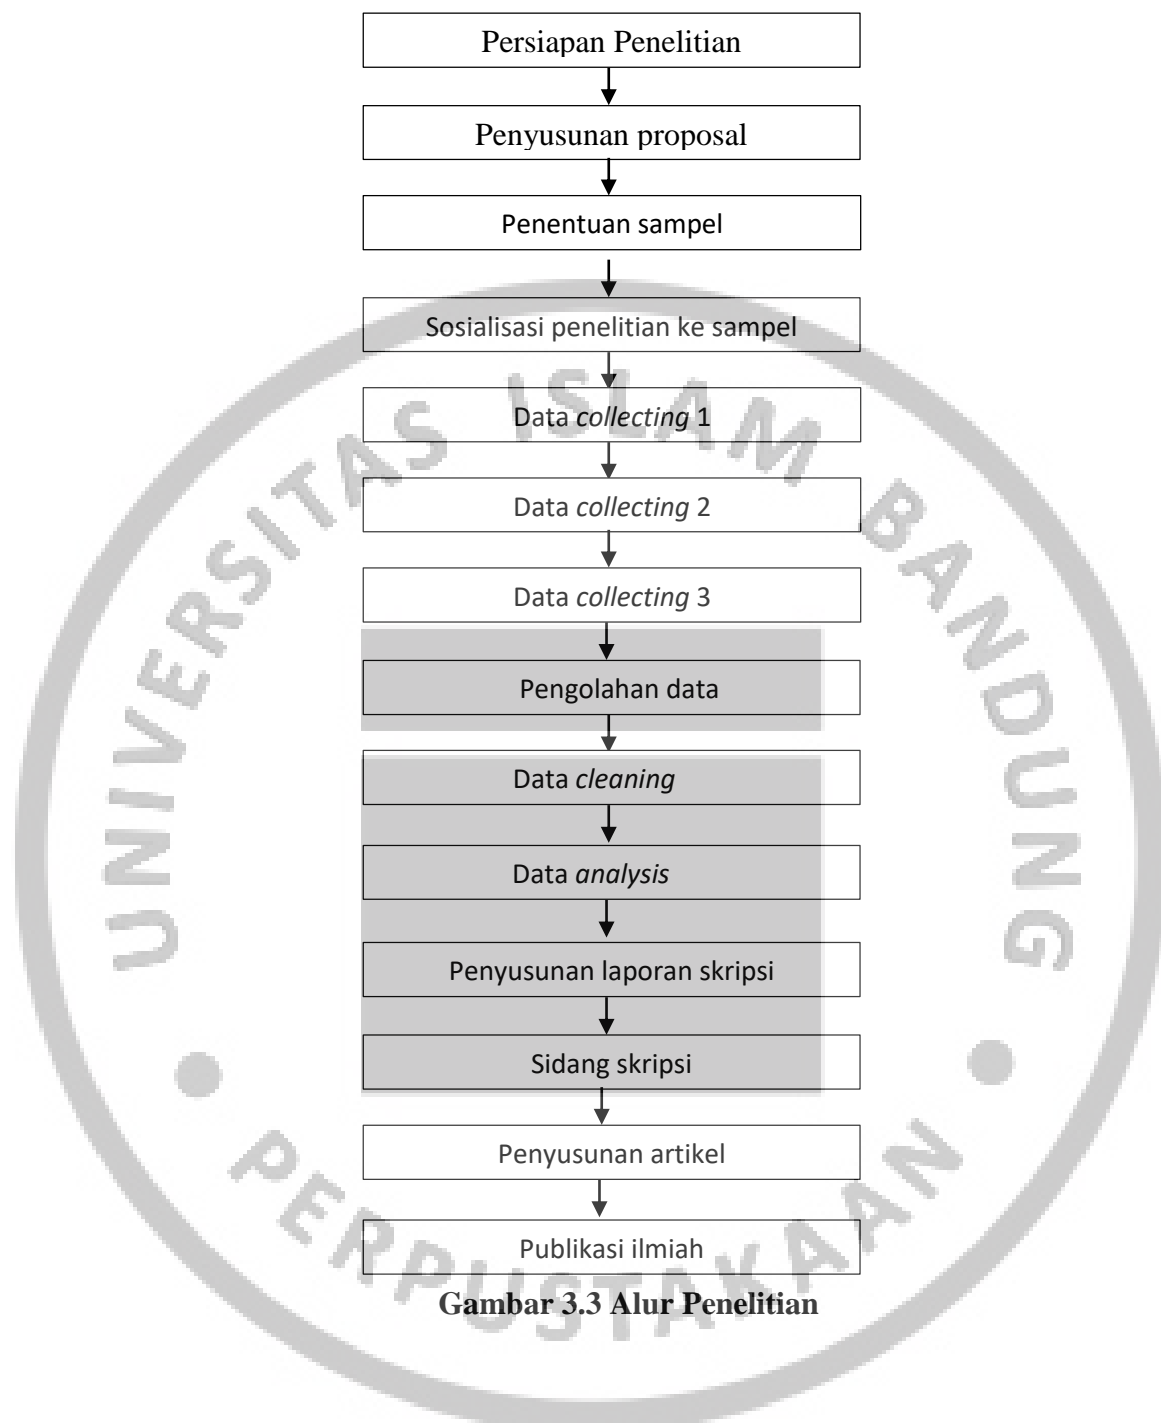 Persiapan Penelitian
Penyusunan proposal
Penentuan sampel
Sosialisasi penelitian ke sampel
Data collecting 1
Data collecting 2
Data collecting 3
Pengolahan data
Data cleaning
Data analysis
Penyusunan laporan skripsi
Sidang skripsi
Penyusunan artikel
Publikasi ilmiah
Gambar 3.3 Alur Penelitian
UNIVERSITAS ISLAM BANDUNG
PERPUSTAKAAN